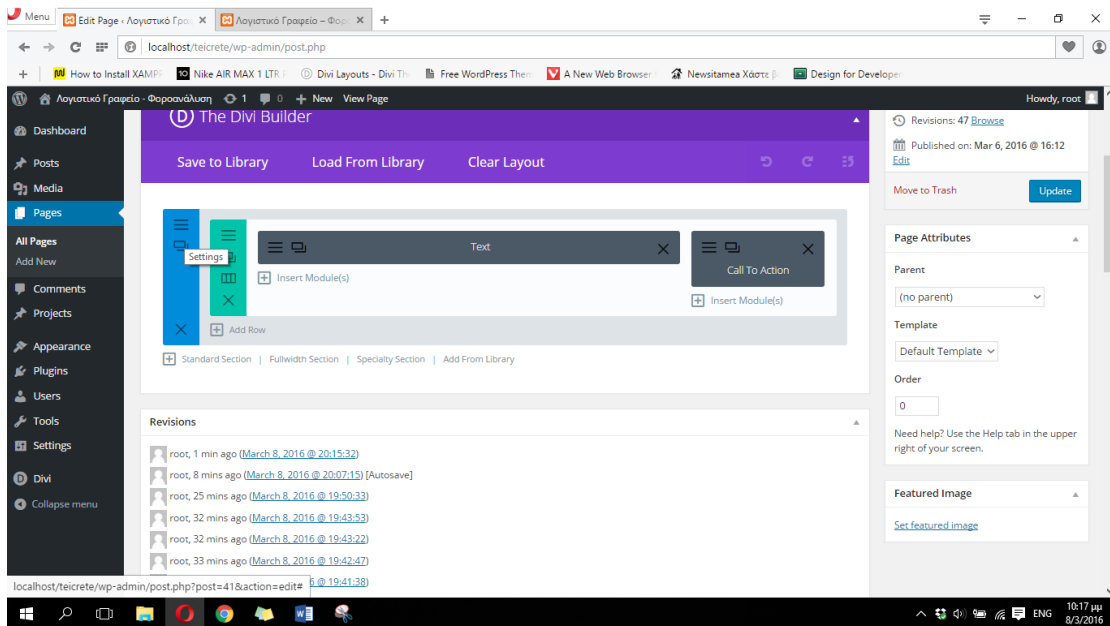 Menu
Edit Page ‹ Λογιστικό Γρα
Λογιστικό Γραφείο – Φορο
localhost/teicrete/wp-admin/post.php
How to Install XAMP
Nike AIR MAX 1 LTR
Divi Layouts - Divi Th
Free WordPress Them
A New Web Browser
Newsitamea Χάστε β
Design for Developer
Λογιστικό Γραφείο - Φοροανάλυση
1
0
New
View Page
Howdy, root
Dashboard
Posts
Media
Pages
All Pages
Add New
Comments
Projects
Appearance
Plugins
Users
Tools
Settings
Divi
Collapse menu
The Divi Builder
Save to Library
Load From Library
Clear Layout
Settings
Text
Insert Module(s)
Call To Action
Insert Module(s)
Add Row
Standard Section | Fullwidth Section | Specialty Section | Add From Library
Revisions
root, 1 min ago (March 8, 2016 @ 20:15:32)
root, 8 mins ago (March 8, 2016 @ 20:07:15) [Autosave]
root, 25 mins ago (March 8, 2016 @ 19:50:33)
root, 32 mins ago (March 8, 2016 @ 19:43:53)
root, 32 mins ago (March 8, 2016 @ 19:43:22)
root, 33 mins ago (March 8, 2016 @ 19:42:47)
6 @ 19:41:38)
Revisions: 47 Browse
Published on: Mar 6, 2016 @ 16:12
Edit
Move to Trash
Update
Page Attributes
Parent
(no parent)
Template
Default Template
Order
0
Need help? Use the Help tab in the upper
right of your screen.
Featured Image
Set featured image
localhost/teicrete/wp-admin/post.php?post=41&action=edit#
ENG
10:17 μμ
8/3/2016